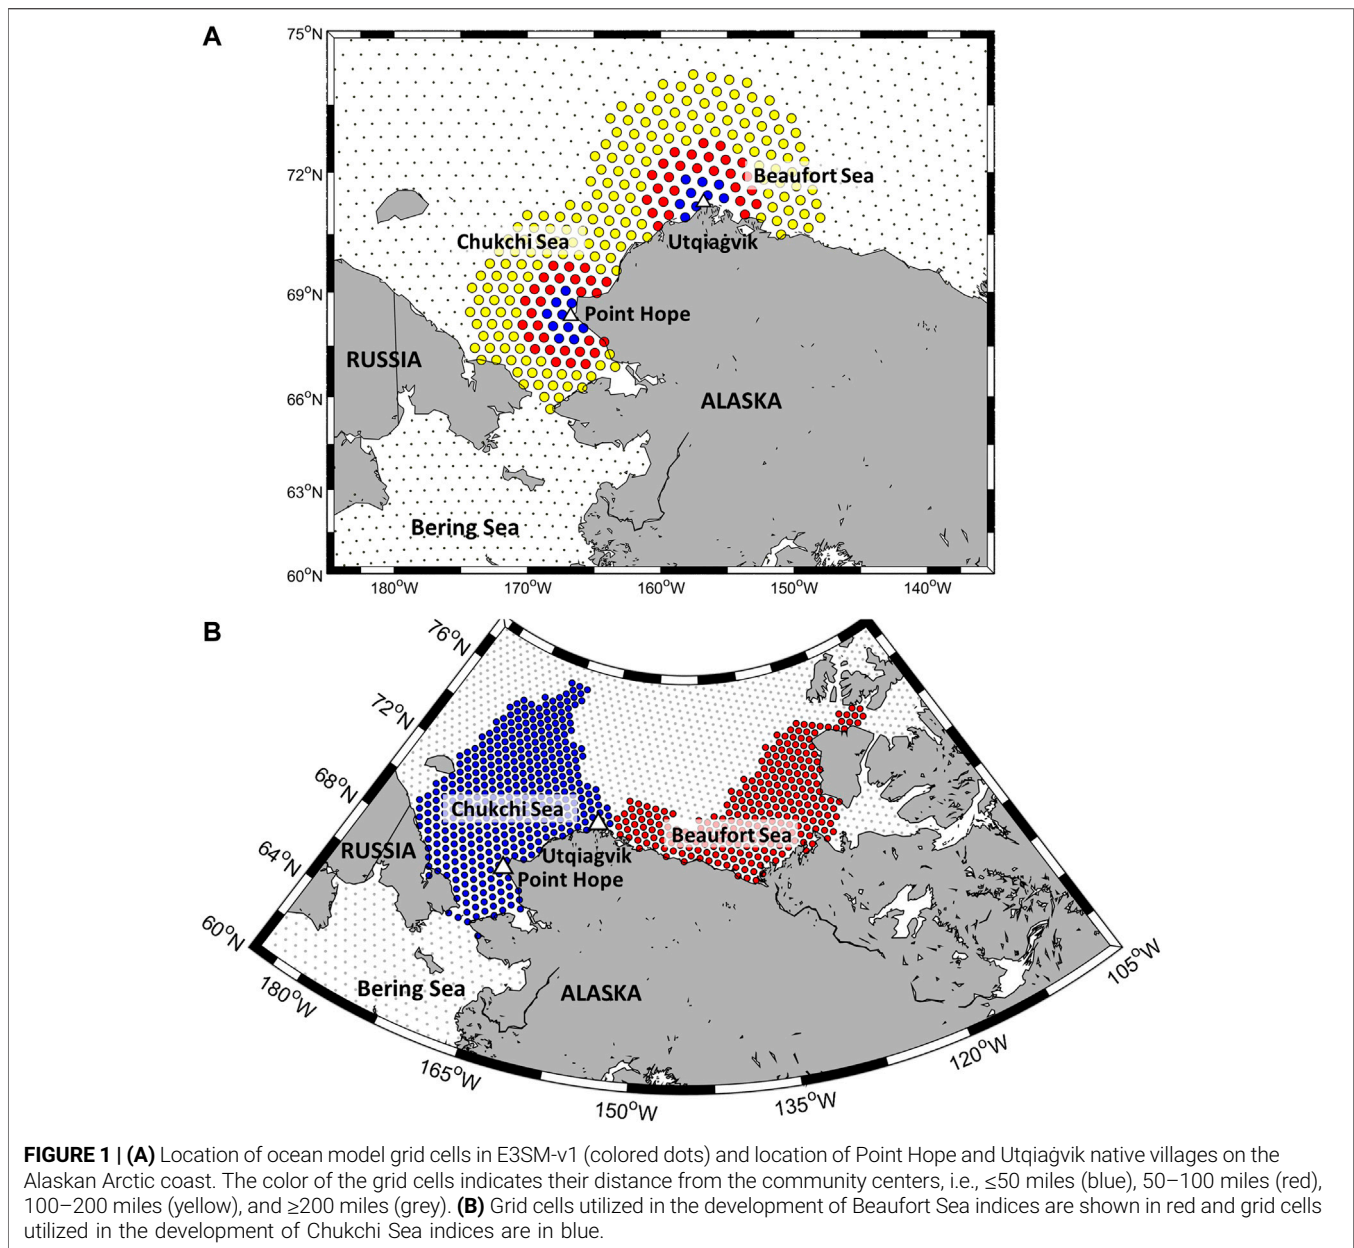 A
75°N
72°N
69°N
66°N
63°N
60°N
180°W
170°W
160°W
150°W
140°W
Beaufort Sea
Chukchi Sea
Utqiaġvik
Point Hope
RUSSIA
ALASKA
Bering Sea
B
76°N
72°N
68°N
64°N
60°N
180°W
165°W
150°W
135°W
120°W
105°W
Chukchi Sea
Beaufort Sea
RUSSIA
Utqiaġvik
Point Hope
Bering Sea
ALASKA
FIGURE 1 | (A) Location of ocean model grid cells in E3SM-v1 (colored dots) and location of Point Hope and Utqiaġvik native villages on the
Alaskan Arctic coast. The color of the grid cells indicates their distance from the community centers, i.e., ≤50 miles (blue), 50–100 miles (red),
100–200 miles (yellow), and ≥200 miles (grey). (B) Grid cells utilized in the development of Beaufort Sea indices are shown in red and grid cells
utilized in the development of Chukchi Sea indices are in blue.